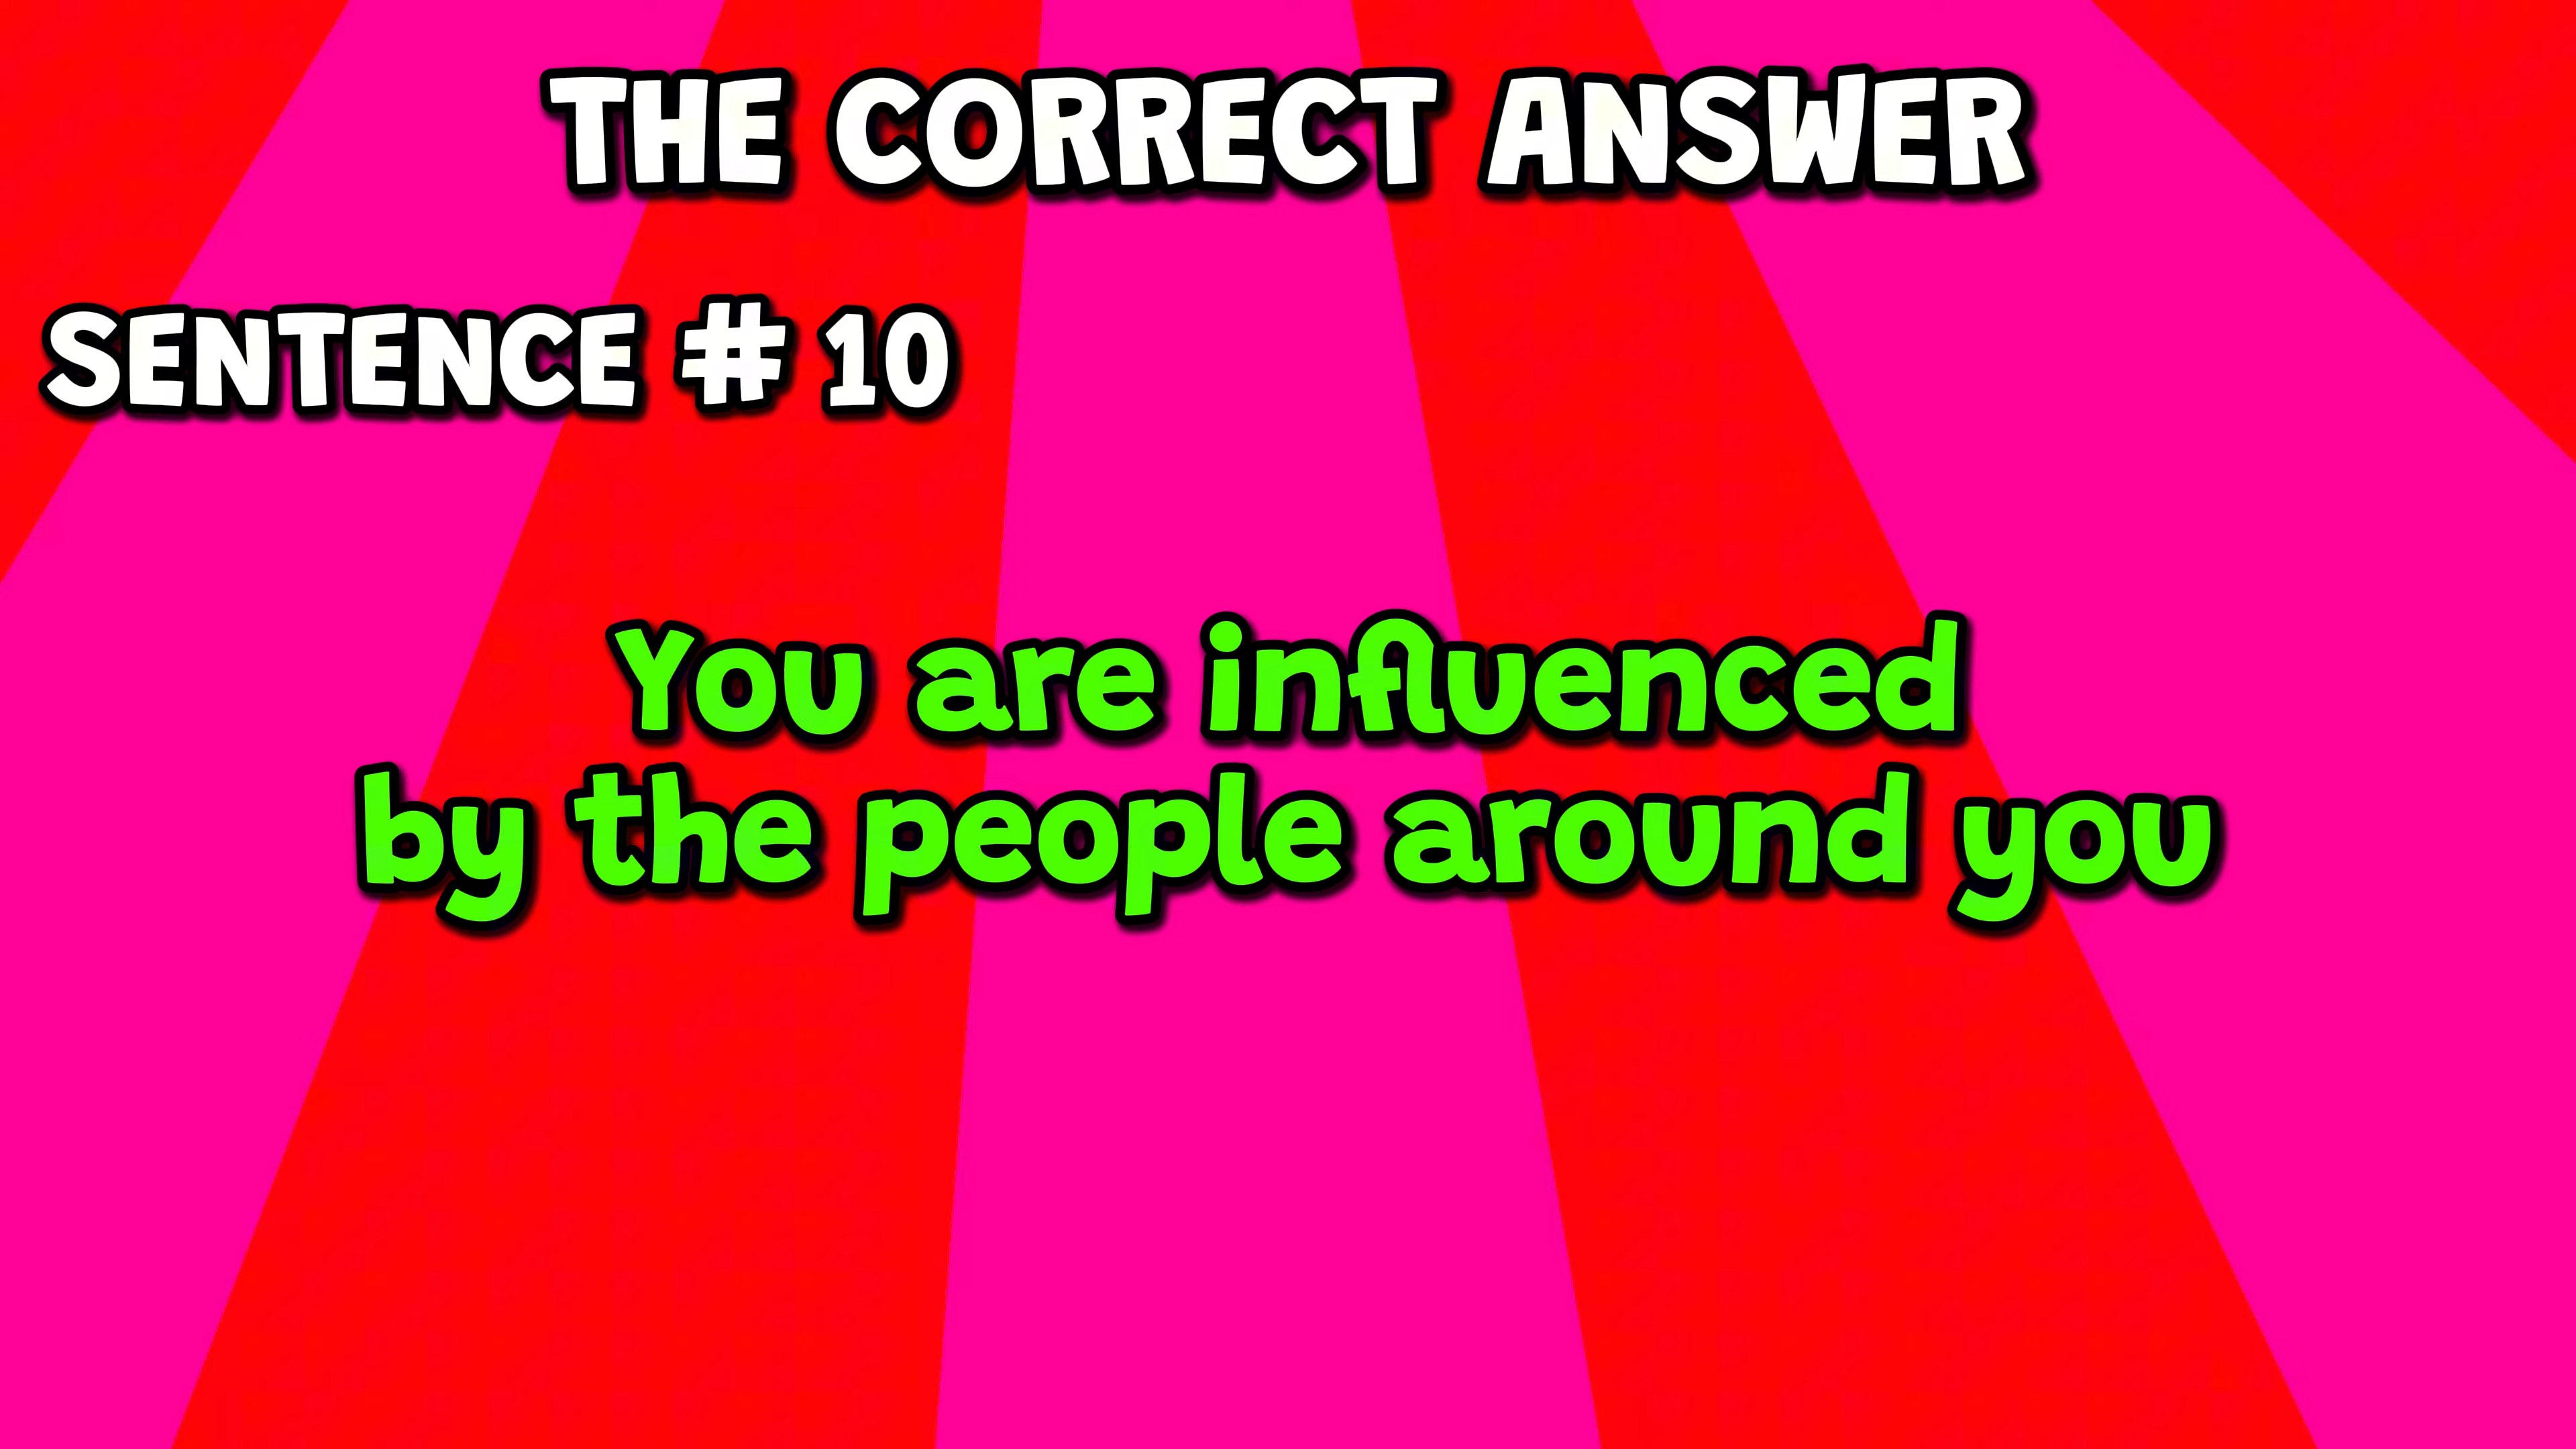 THE CORRECT ANSWER
SENTENCE # 10
You are influenced
by the people around you